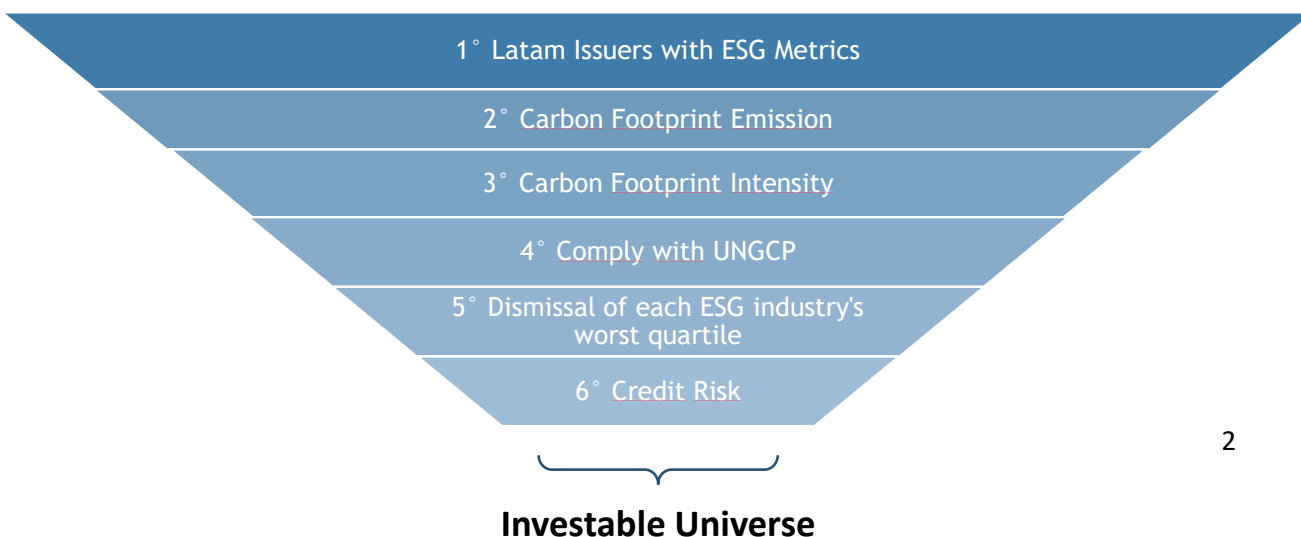 1° Latam Issuers with ESG Metrics
2° Carbon Footprint Emission
3° Carbon Footprint Intensity
4° Comply with UNGCP
5° Dismissal of each ESG industry's
worst quartile
6° Credit Risk
2
Investable Universe